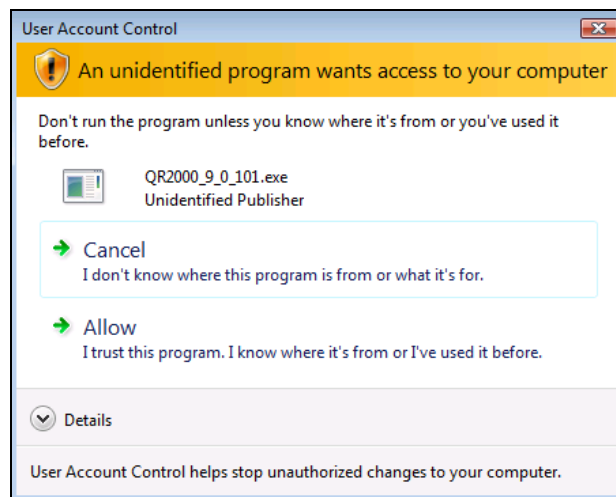 User Account Control
An unidentified program wants access to your computer
Don't run the program unless you know where it's from or you've used it
before.
QR2000_9_0_101.exe
Unidentified Publisher
Cancel
I don't know where this program is from or what it's for.
Allow
I trust this program. I know where it's from or I've used it before.
Details
User Account Control helps stop unauthorized changes to your computer.